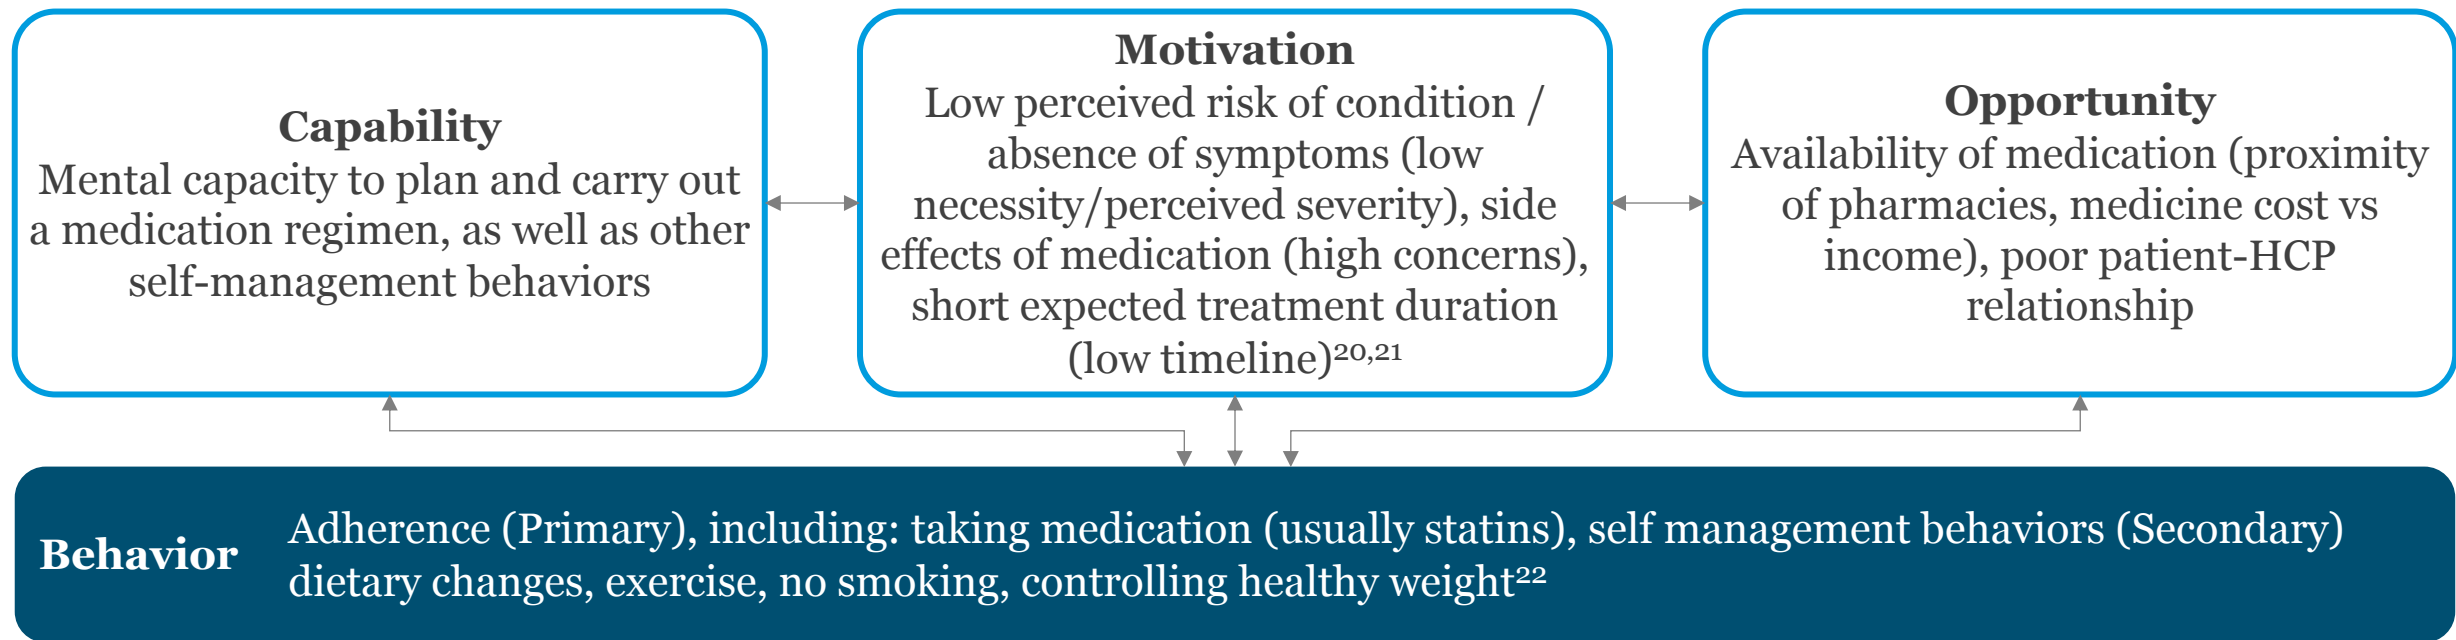 Capability
Mental capacity to plan and carry out
a medication regimen, as well as other
self-management behaviors
Motivation
Low perceived risk of condition /
absence of symptoms (low
necessity/perceived severity), side
effects of medication (high concerns),
short expected treatment duration
(low timeline)20,21
Opportunity
Availability of medication (proximity
of pharmacies, medicine cost vs
income), poor patient-HCP
relationship
Behavior
Adherence (Primary), including: taking medication (usually statins), self management behaviors (Secondary)
dietary changes, exercise, no smoking, controlling healthy weight22